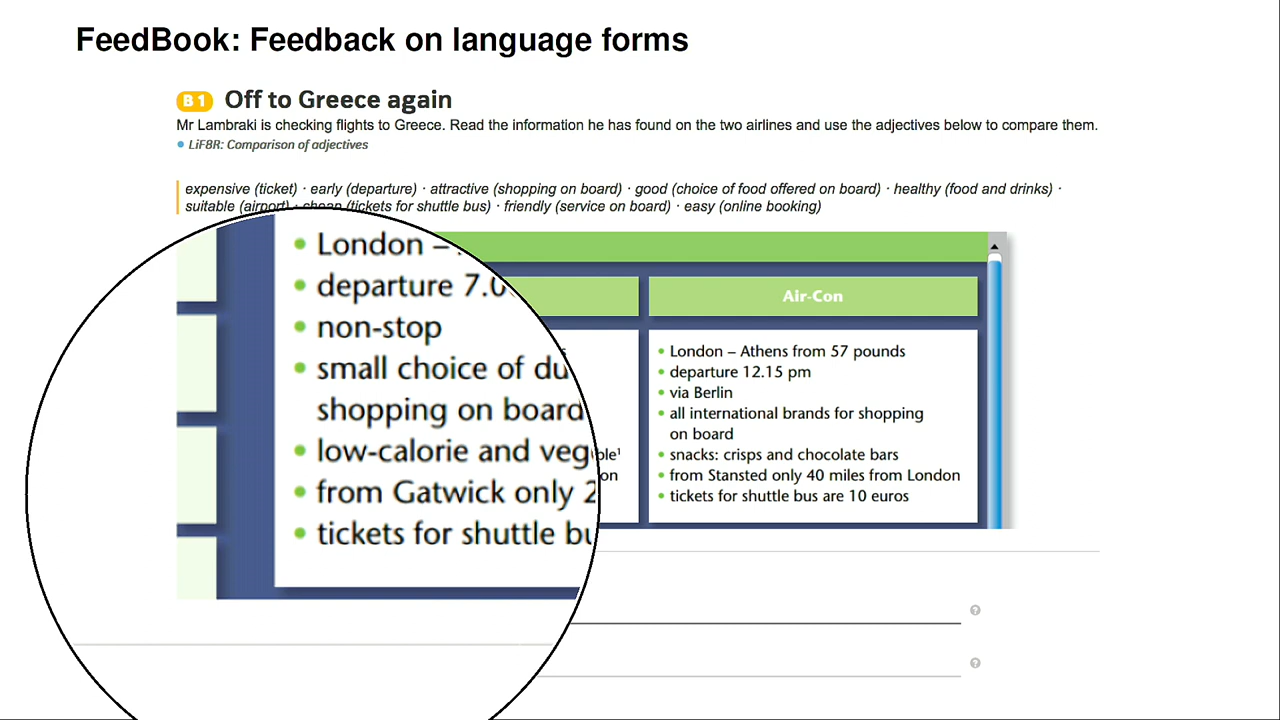 FeedBook: Feedback on language forms
B1 Off to Greece again
Mr Lambraki is checking flights to Greece. Read the information he has found on the two airlines and use the adjectives below to compare them.
• LiF8R: Comparison of adjectives
expensive (ticket) · early (departure) · attractive (shopping on board) · good (choice of food offered on board) · healthy (food and drinks) ·
suitable (airport) · cheap (tickets for shuttle bus) · friendly (service on board) · easy (online booking)
• London –
• departure 7.0
• non-stop
• small choice of du
shopping on board
• low-calorie and veg
• from Gatwick only 2
• tickets for shuttle bu
ble¹
on
Air-Con
• London – Athens from 57 pounds
• departure 12.15 pm
• via Berlin
• all international brands for shopping
on board
• snacks: crisps and chocolate bars
• from Stansted only 40 miles from London
• tickets for shuttle bus are 10 euros
?
?